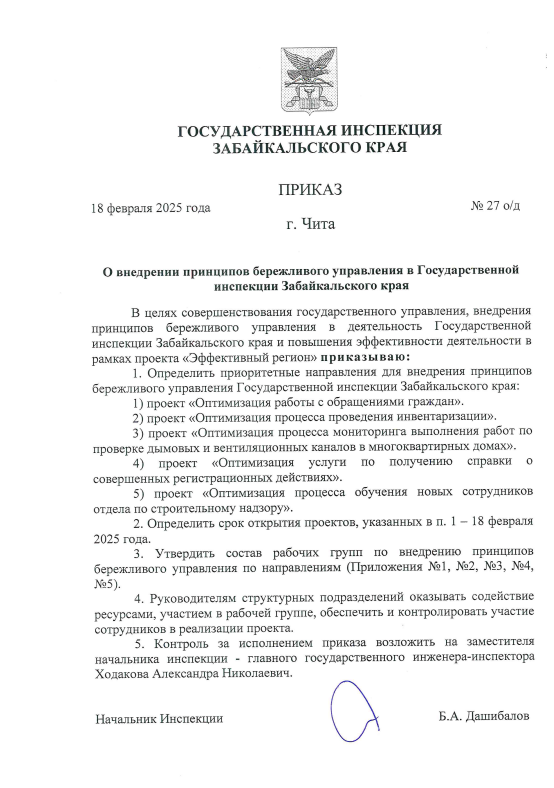 ГОСУДАРСТВЕННАЯ ИНСПЕКЦИЯ
ЗАБАЙКАЛЬСКОГО КРАЯ
ПРИКАЗ
18 февраля 2025 года
№ 27 о/д
г. Чита
О внедрении принципов бережливого управления в Государственной
инспекции Забайкальского края
В целях совершенствования государственного управления, внедрения
принципов бережливого управления в деятельность Государственной
инспекции Забайкальского края и повышения эффективности деятельности в
рамках проекта «Эффективный регион» приказываю:
1. Определить приоритетные направления для внедрения принципов
бережливого управления Государственной инспекции Забайкальского края:
1) проект «Оптимизация работы с обращениями граждан».
2) проект «Оптимизация процесса проведения инвентаризации».
3) проект «Оптимизация процесса мониторинга выполнения работ по
проверке дымовых и вентиляционных каналов в многоквартирных домах».
4) проект «Оптимизация услуги по получению справки о
совершенных регистрационных действиях».
5) проект «Оптимизация процесса обучения новых сотрудников
отдела по строительному надзору».
2. Определить срок открытия проектов, указанных в п. 1 – 18 февраля
2025 года.
3. Утвердить состав рабочих групп по внедрению принципов
бережливого управления по направлениям (Приложения №1, №2, №3, №4,
№5).
4. Руководителям структурных подразделений оказывать содействие
ресурсами, участием в рабочей группе, обеспечить и контролировать участие
сотрудников в реализации проекта.
5. Контроль за исполнением приказа возложить на заместителя
начальника инспекции - главного государственного инженера-инспектора
Ходакова Александра Николаевич.
Начальник Инспекции
Б.А. Дашибалов